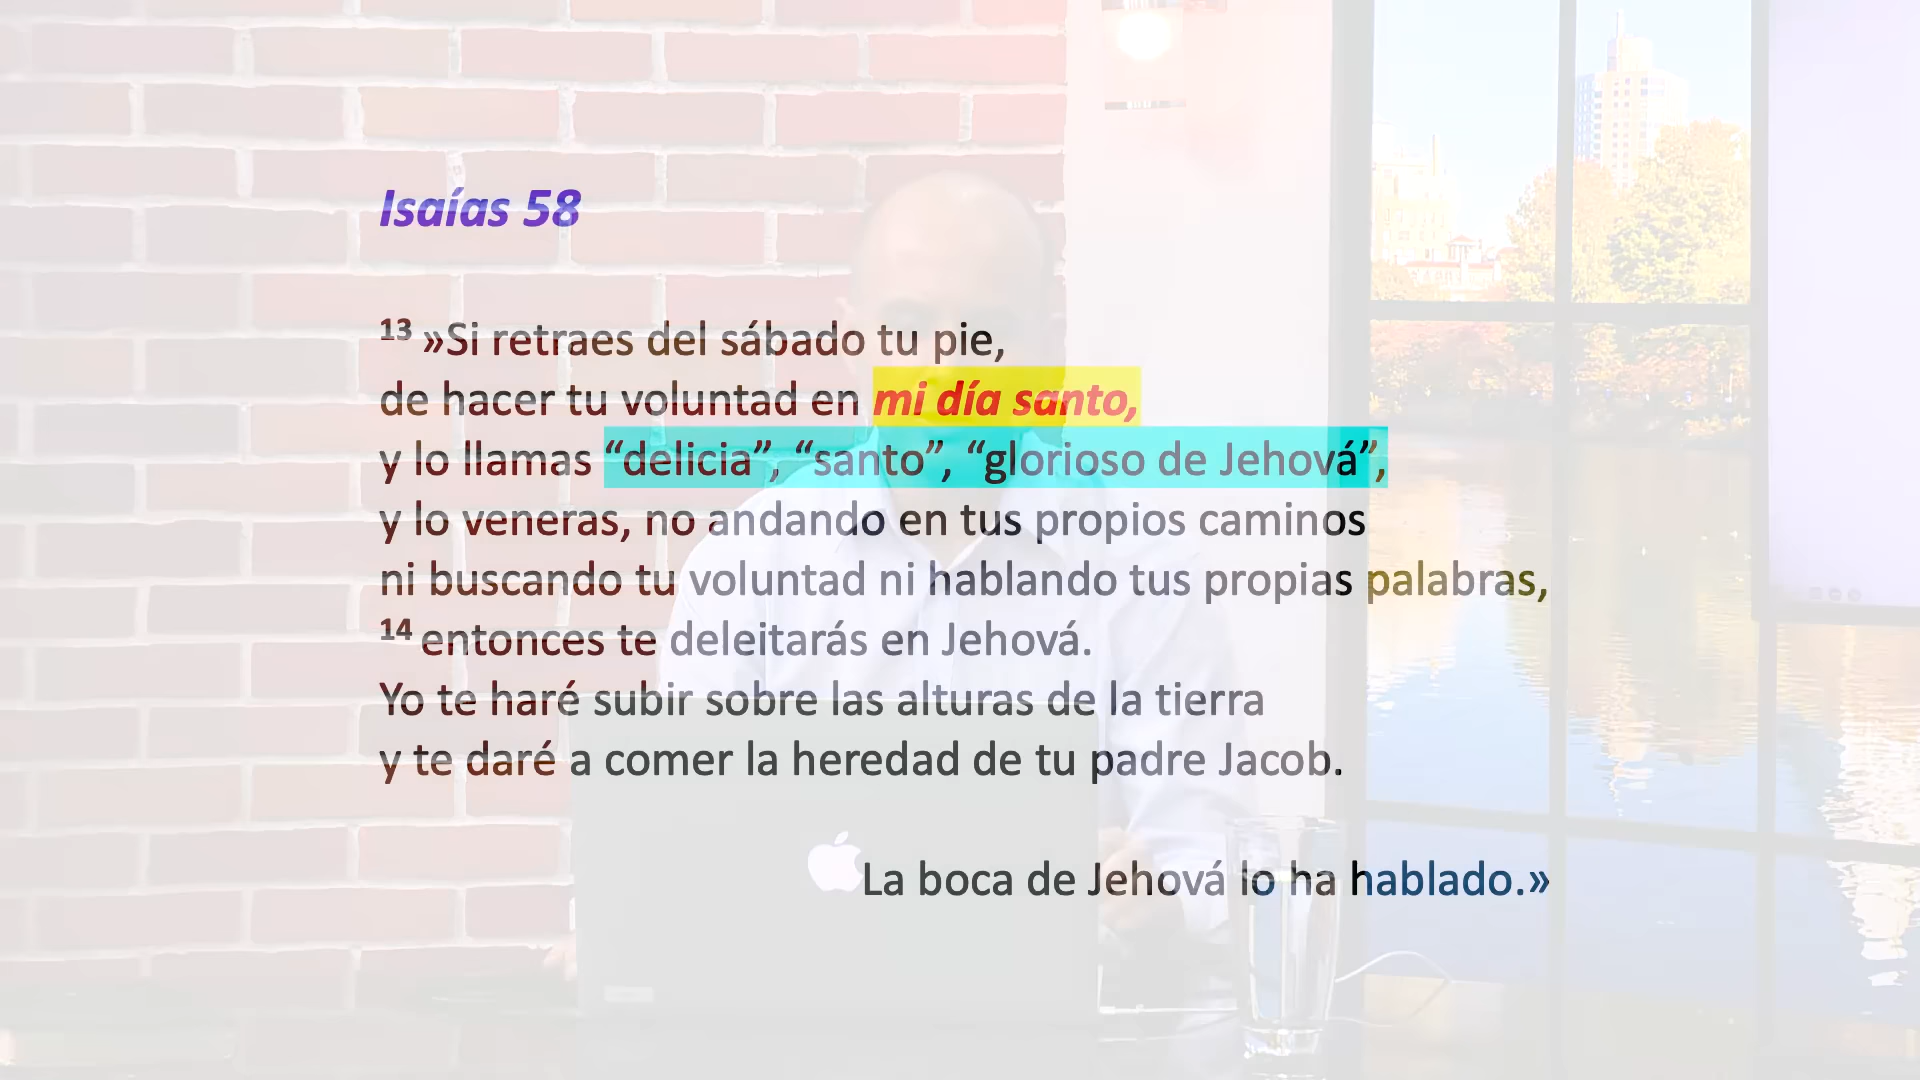 Isaías 58
13 »Si retraes del sábado tu pie,
de hacer tu voluntad en mi día santo,
y lo llamas “delicia”, “santo”, “glorioso de Jehová”,
y lo veneras, no andando en tus propios caminos
ni buscando tu voluntad ni hablando tus propias palabras,
14 entonces te deleitarás en Jehová.
Yo te haré subir sobre las alturas de la tierra
y te daré a comer la heredad de tu padre Jacob.
La boca de Jehová lo ha hablado.»